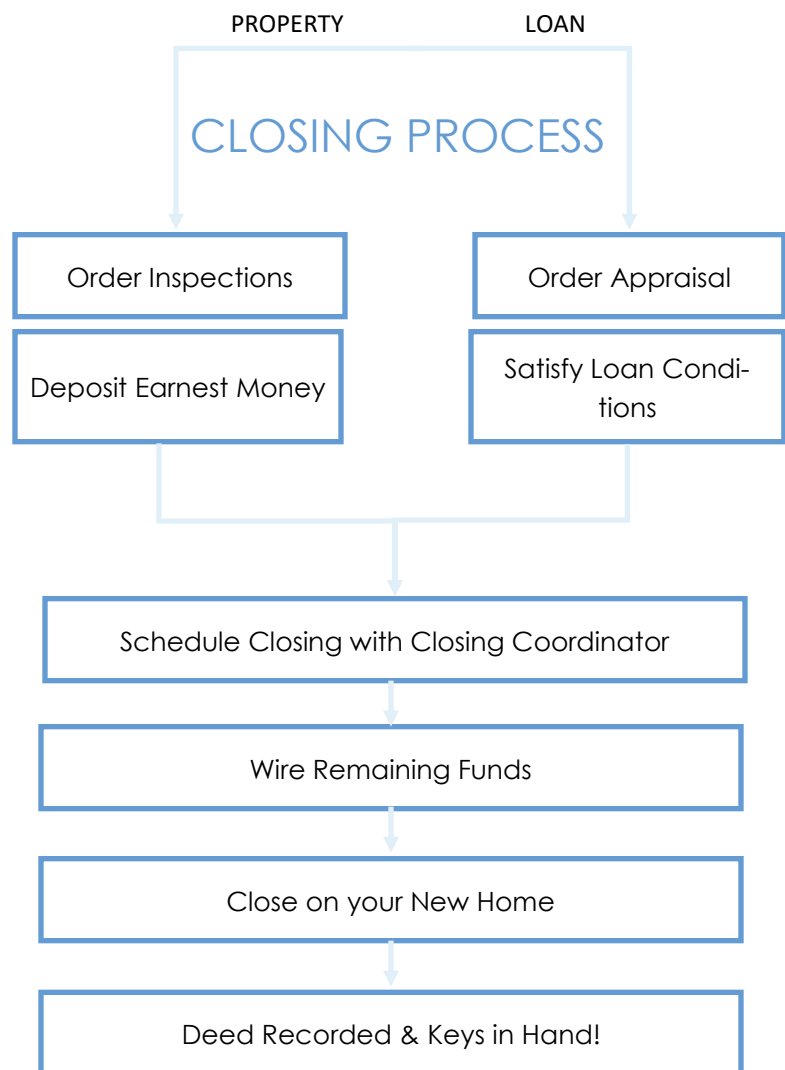 PROPERTY LOAN
CLOSING PROCESS
Order Inspections
Order Appraisal
Deposit Earnest Money
Satisfy Loan Condi-
tions
Schedule Closing with Closing Coordinator
Wire Remaining Funds
Close on your New Home
Deed Recorded & Keys in Hand!